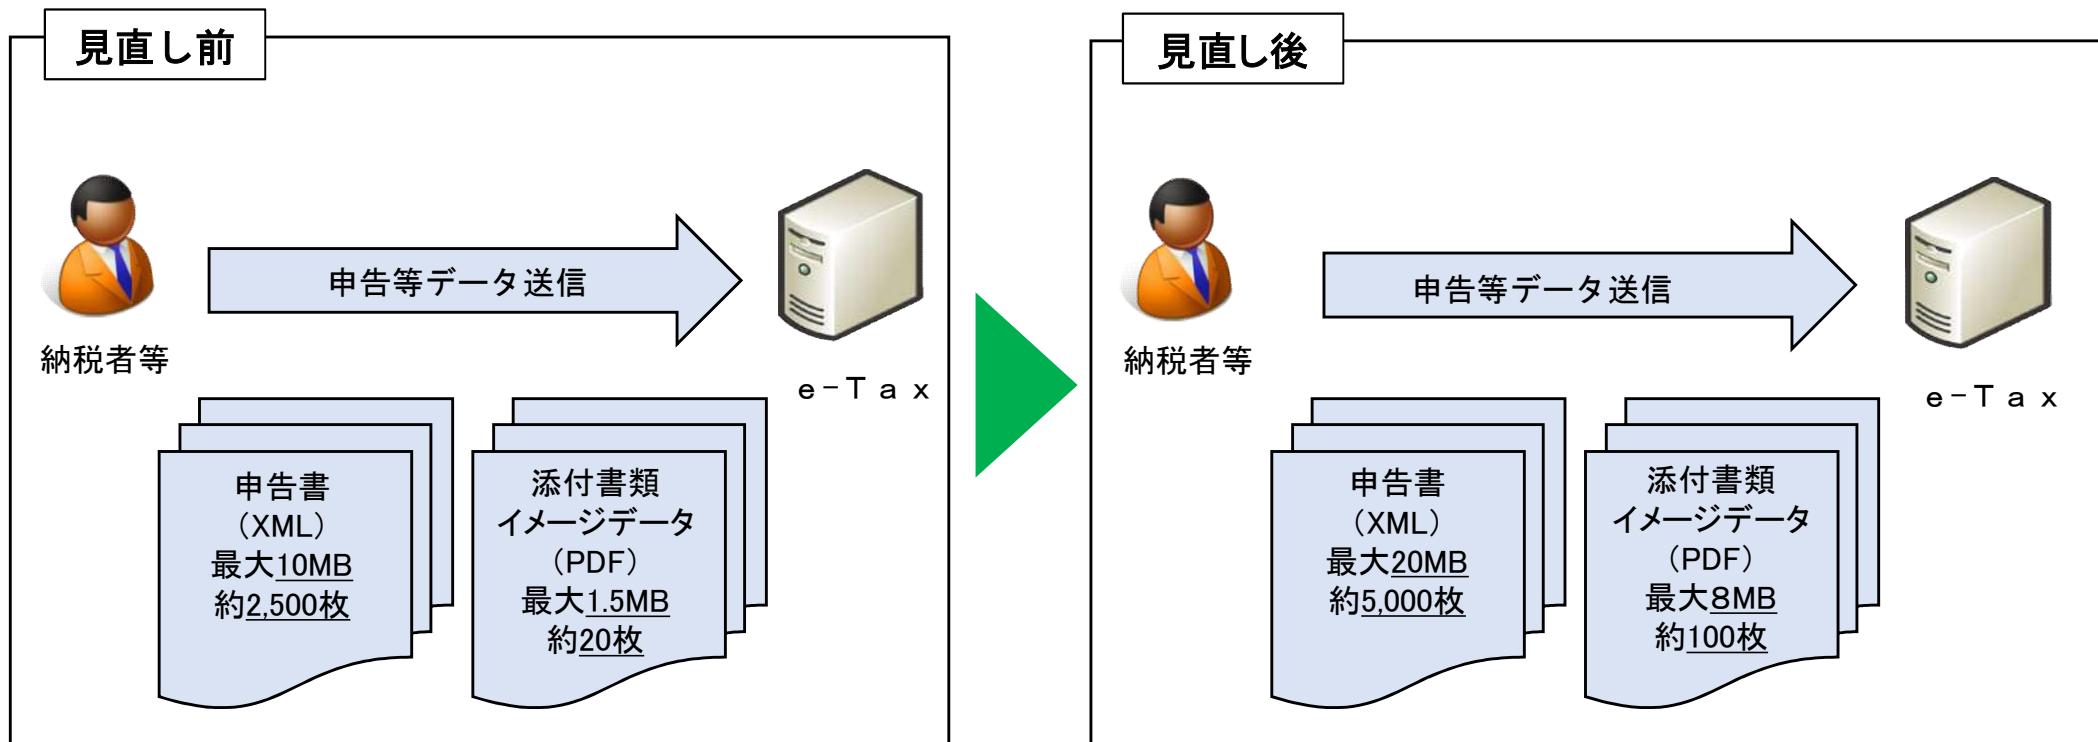 見直し前
申告等データ送信
納税者等
e-Tax
申告書
(XML)
最大10MB
約2,500枚
添付書類
イメージデータ
(PDF)
最大1.5MB
約20枚
見直し後
申告等データ送信
納税者等
e-Tax
申告書
(XML)
最大20MB
約5,000枚
添付書類
イメージデータ
(PDF)
最大8MB
約100枚